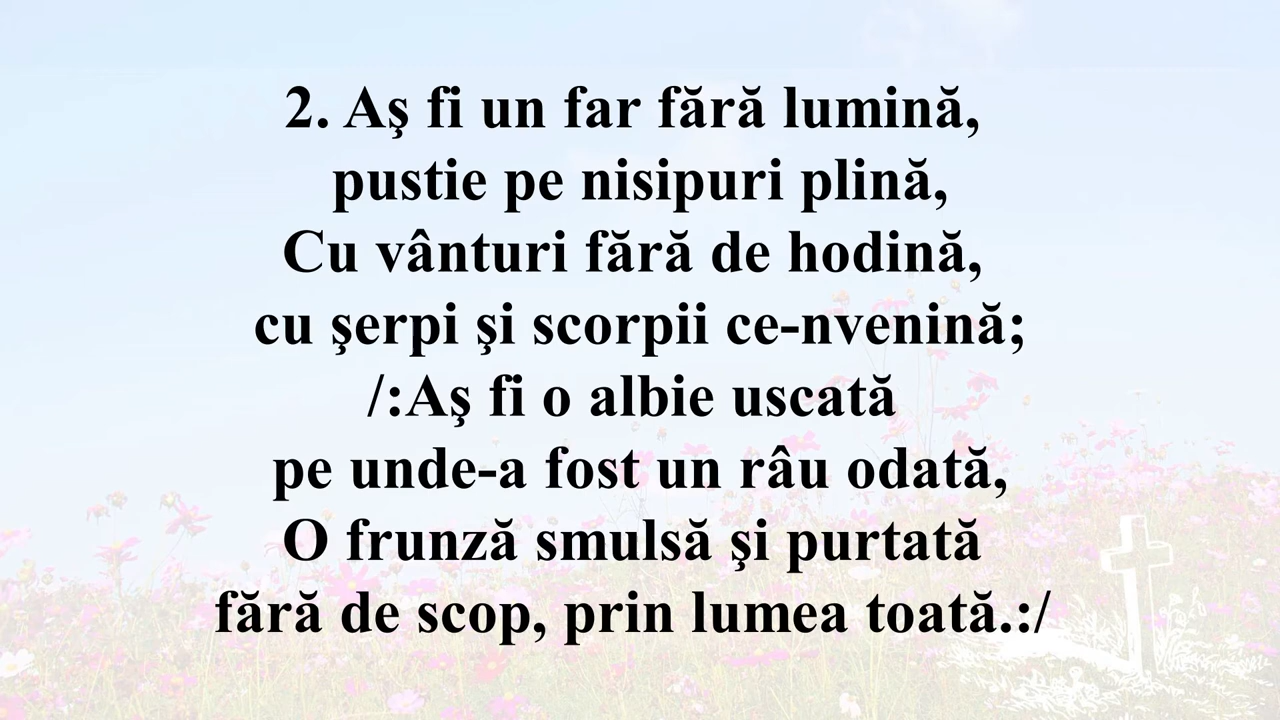 2. Aş fi un far fără lumină,
pustie pe nisipuri plină,
Cu vânturi fără de hodină,
cu şerpi şi scorpii ce-nvenină;
/:Aş fi o albie uscată
pe unde-a fost un râu odată,
O frunză smulsă şi purtată
fără de scop, prin lumea toată.:/